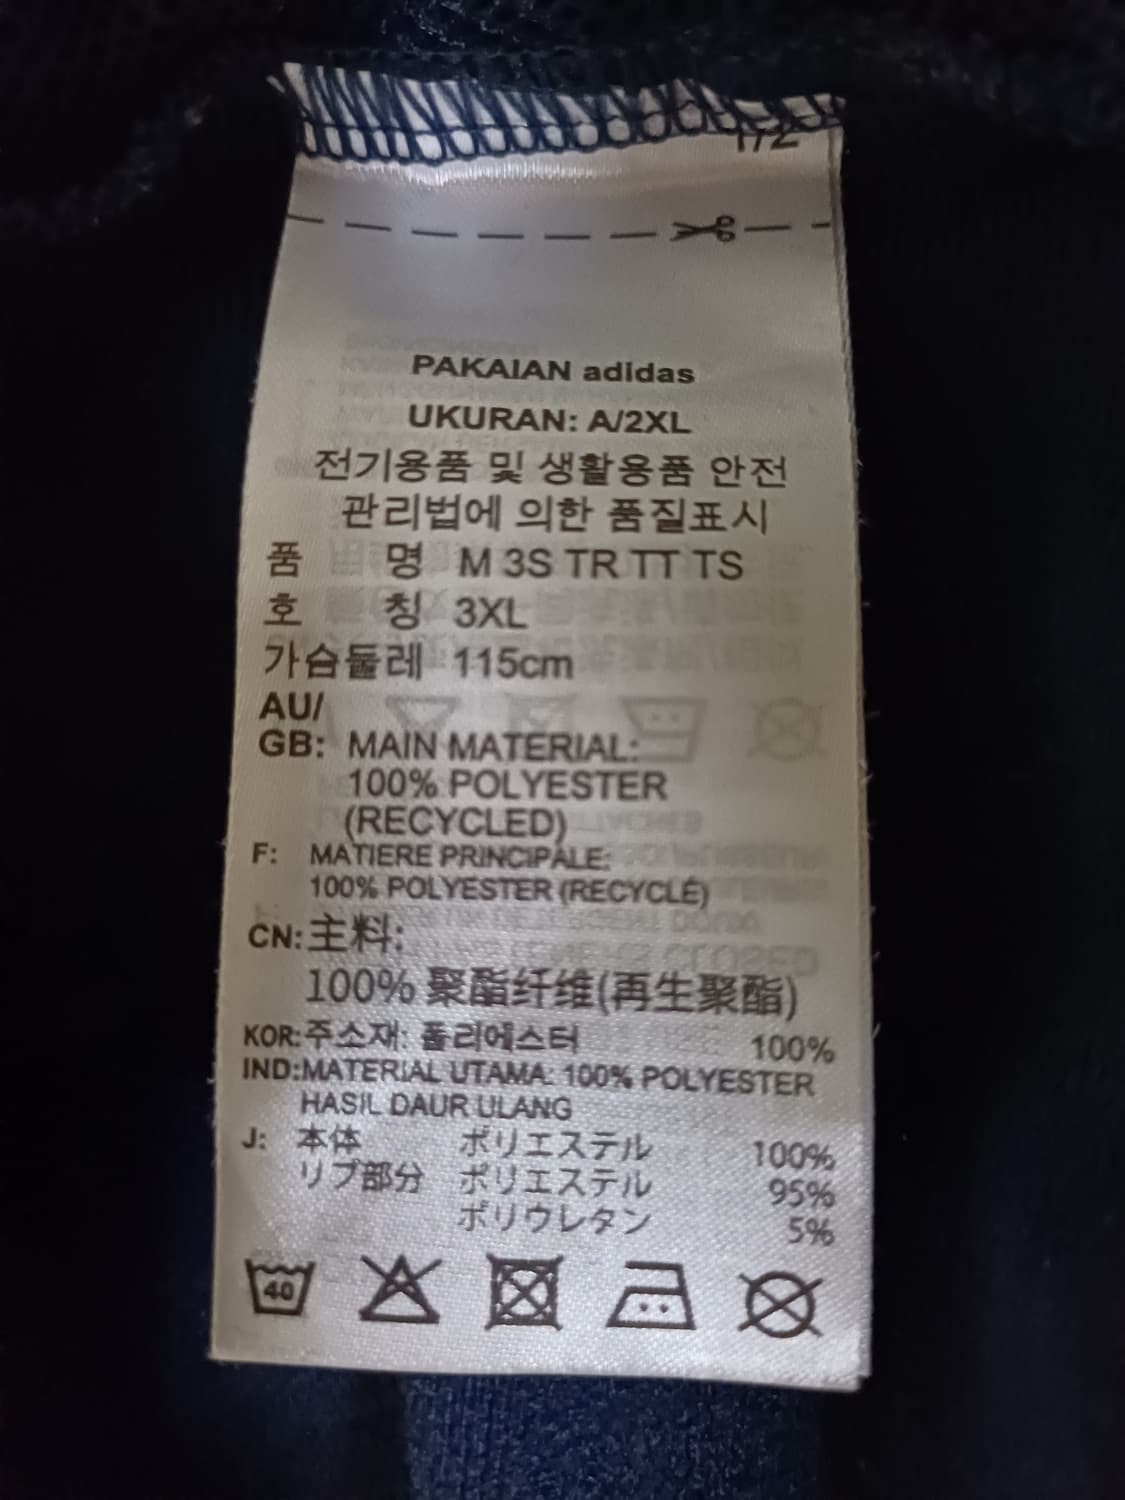 1/2
PAKAIAN adidas
UKURAN: A/2XL
전기용품 및 생활용품 안전
관리법에 의한 품질표시
품 명 M 3S TR TT TS
호 칭 3XL
가슴둘레 115cm
AU/
GB: MAIN MATERIAL:
100% POLYESTER
(RECYCLED)
F: MATIERE PRINCIPALE:
100% POLYESTER (RECYCLÉ)
CN: 主料:
100% 聚酯纤维(再生聚酯)
KOR: 주소재: 폴리에스터 100%
IND: MATERIAL UTAMA: 100% POLYESTER
HASIL DAUR ULANG
J: 本体 ポリエステル 100%
リブ部分 ポリエステル 95%
ポリウレタン 5%
40